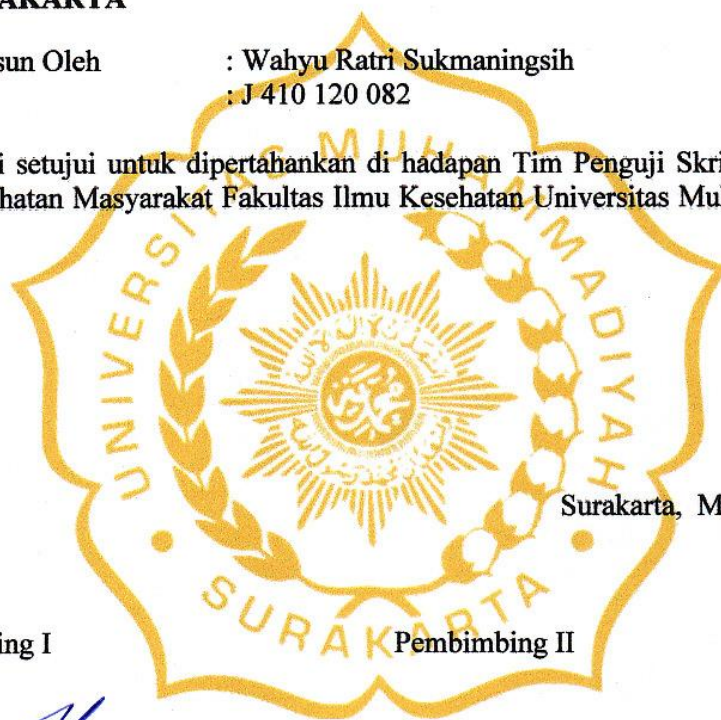 AKARTA
sun Oleh : Wahyu Ratri Sukmaningsih
: J 410 120 082
i setujui untuk dipertahankan di hadapan Tim Penguji Skri
hatan Masyarakat Fakultas Ilmu Kesehatan Universitas Mu
UNIVERSITAS MUHAMMADIYAH
Surakarta, M
SURAKARTA
ing I Pembimbing II